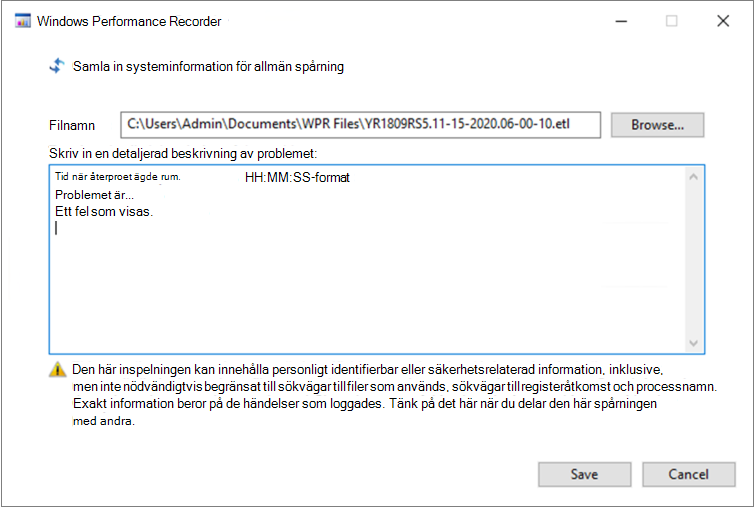 Windows Performance Recorder
Samla in systeminformation för allmän spårning
Filnamn C:\Users\Admin\Documents\WPR Files\YR1809RS5.11-15-2020.06-00-10.etl Browse...
Skriv in en detaljerad beskrivning av problemet:
Tid när återproet ägde rum. HH:MM:SS-format
Problemet är...
Ett fel som visas.
Den här inspelningen kan innehålla personligt identifierbar eller säkerhetsrelaterad information, inklusive,
men inte nödvändigtvis begränsat till sökvägar till filer som används, sökvägar till registeråtkomst och processnamn.
Exakt information beror på de händelser som loggades. Tänk på det här när du delar den här spårningen
med andra.
Save Cancel